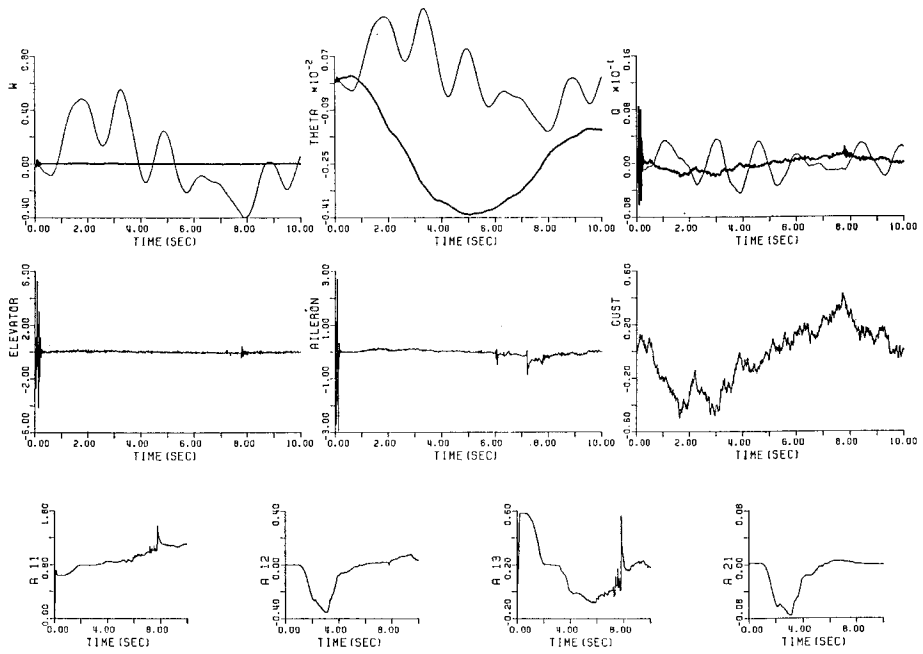 W
0.80
0.40
0.00
-0.40
0.00 2.00 4.00 6.00 8.00 10.00
TIME(SEC)
THETA ×10⁻²
0.07
-0.09
-0.25
-0.41
0.00 2.00 4.00 6.00 8.00 10.00
TIME(SEC)
Q ×10⁻¹
0.16
0.08
0.00
-0.08
0.00 2.00 4.00 6.00 8.00 10.00
TIME(SEC)
ELEVATOR
6.00
2.00
-2.00
-6.00
0.00 2.00 4.00 6.00 8.00 10.00
TIME(SEC)
AILERON
3.00
1.00
-1.00
-3.00
0.00 2.00 4.00 6.00 8.00 10.00
TIME(SEC)
GUST
0.60
0.20
-0.20
-0.60
0.00 2.00 4.00 6.00 8.00 10.00
TIME(SEC)
A 11
1.60
0.80
0.00
0.00 4.00 8.00
TIME(SEC)
A 12
0.40
0.00
-0.40
0.00 4.00 8.00
TIME(SEC)
A 13
0.60
0.20
-0.20
0.00 4.00 8.00
TIME(SEC)
A 21
0.08
0.00
-0.08
0.00 4.00 8.00
TIME(SEC)